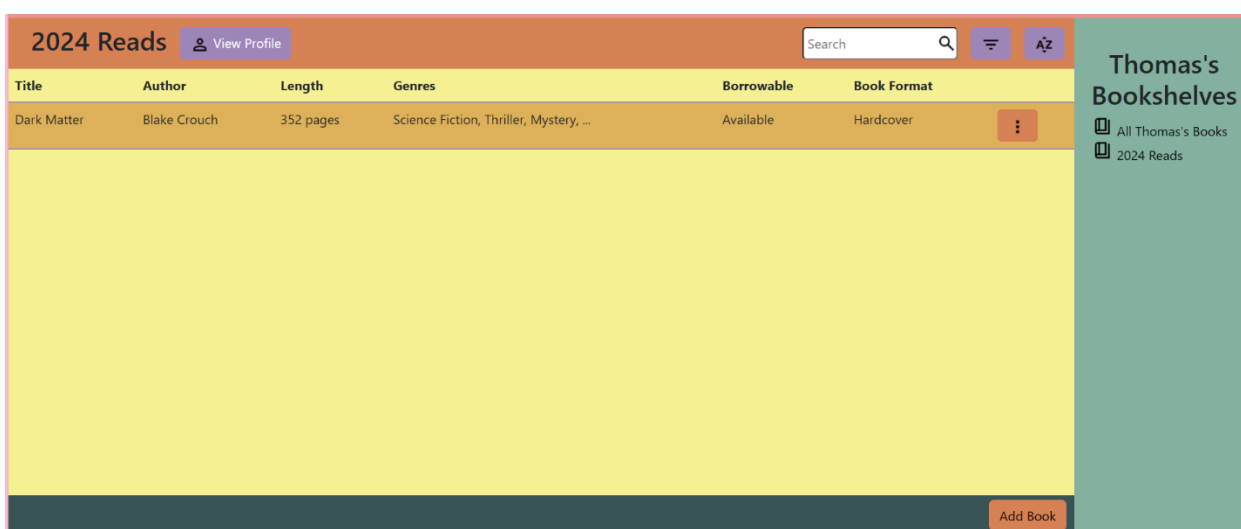 2024 Reads View Profile Search
Title Author Length Genres Borrowable Book Format
Dark Matter Blake Crouch 352 pages Science Fiction, Thriller, Mystery, ... Available Hardcover
Add Book
Thomas's
Bookshelves
All Thomas's Books
2024 Reads